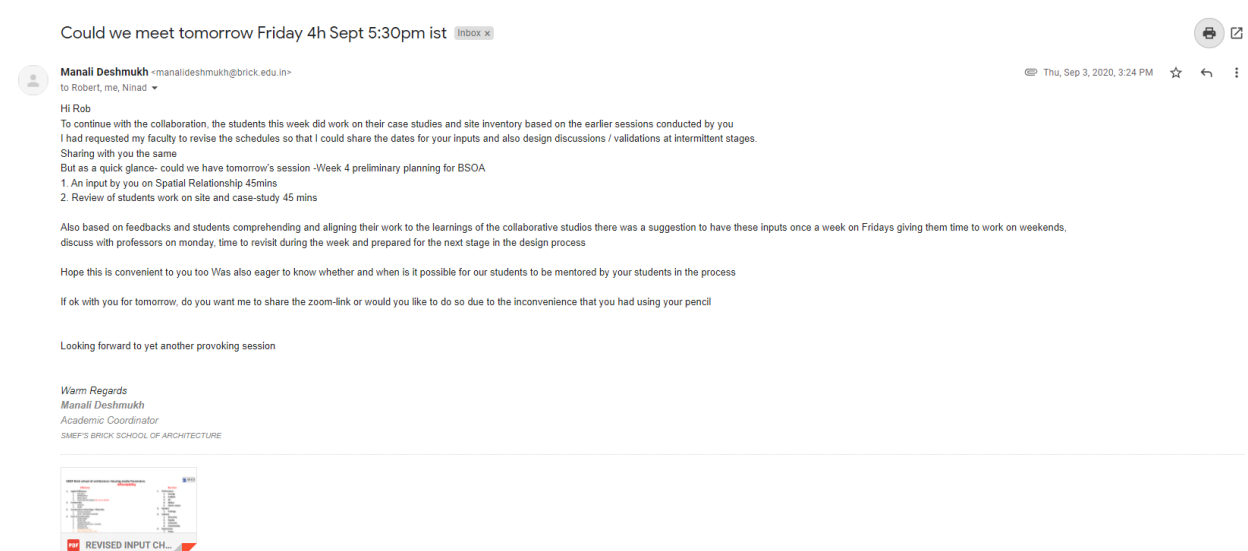 Could we meet tomorrow Friday 4h Sept 5:30pm ist Inbox x
Manali Deshmukh <manalideshmukh@brick.edu.in> Thu, Sep 3, 2020, 3:24 PM
to Robert, me, Ninad
Hi Rob
To continue with the collaboration, the students this week did work on their case studies and site inventory based on the earlier sessions conducted by you
I had requested my faculty to revise the schedules so that I could share the dates for your inputs and also design discussions / validations at intermittent stages.
Sharing with you the same
But as a quick glance- could we have tomorrow's session -Week 4 preliminary planning for BSOA
1. An input by you on Spatial Relationship 45mins
2. Review of students work on site and case-study 45 mins
Also based on feedbacks and students comprehending and aligning their work to the learnings of the collaborative studios there was a suggestion to have these inputs once a week on Fridays giving them time to work on weekends,
discuss with professors on monday, time to revisit during the week and prepared for the next stage in the design process
Hope this is convenient to you too Was also eager to know whether and when is it possible for our students to be mentored by your students in the process
If ok with you for tomorrow, do you want me to share the zoom-link or would you like to do so due to the inconvenience that you had using your pencil
Looking forward to yet another provoking session
Warm Regards
Manali Deshmukh
Academic Coordinator
SMEF'S BRICK SCHOOL OF ARCHITECTURE
PDF REVISED INPUT CH...